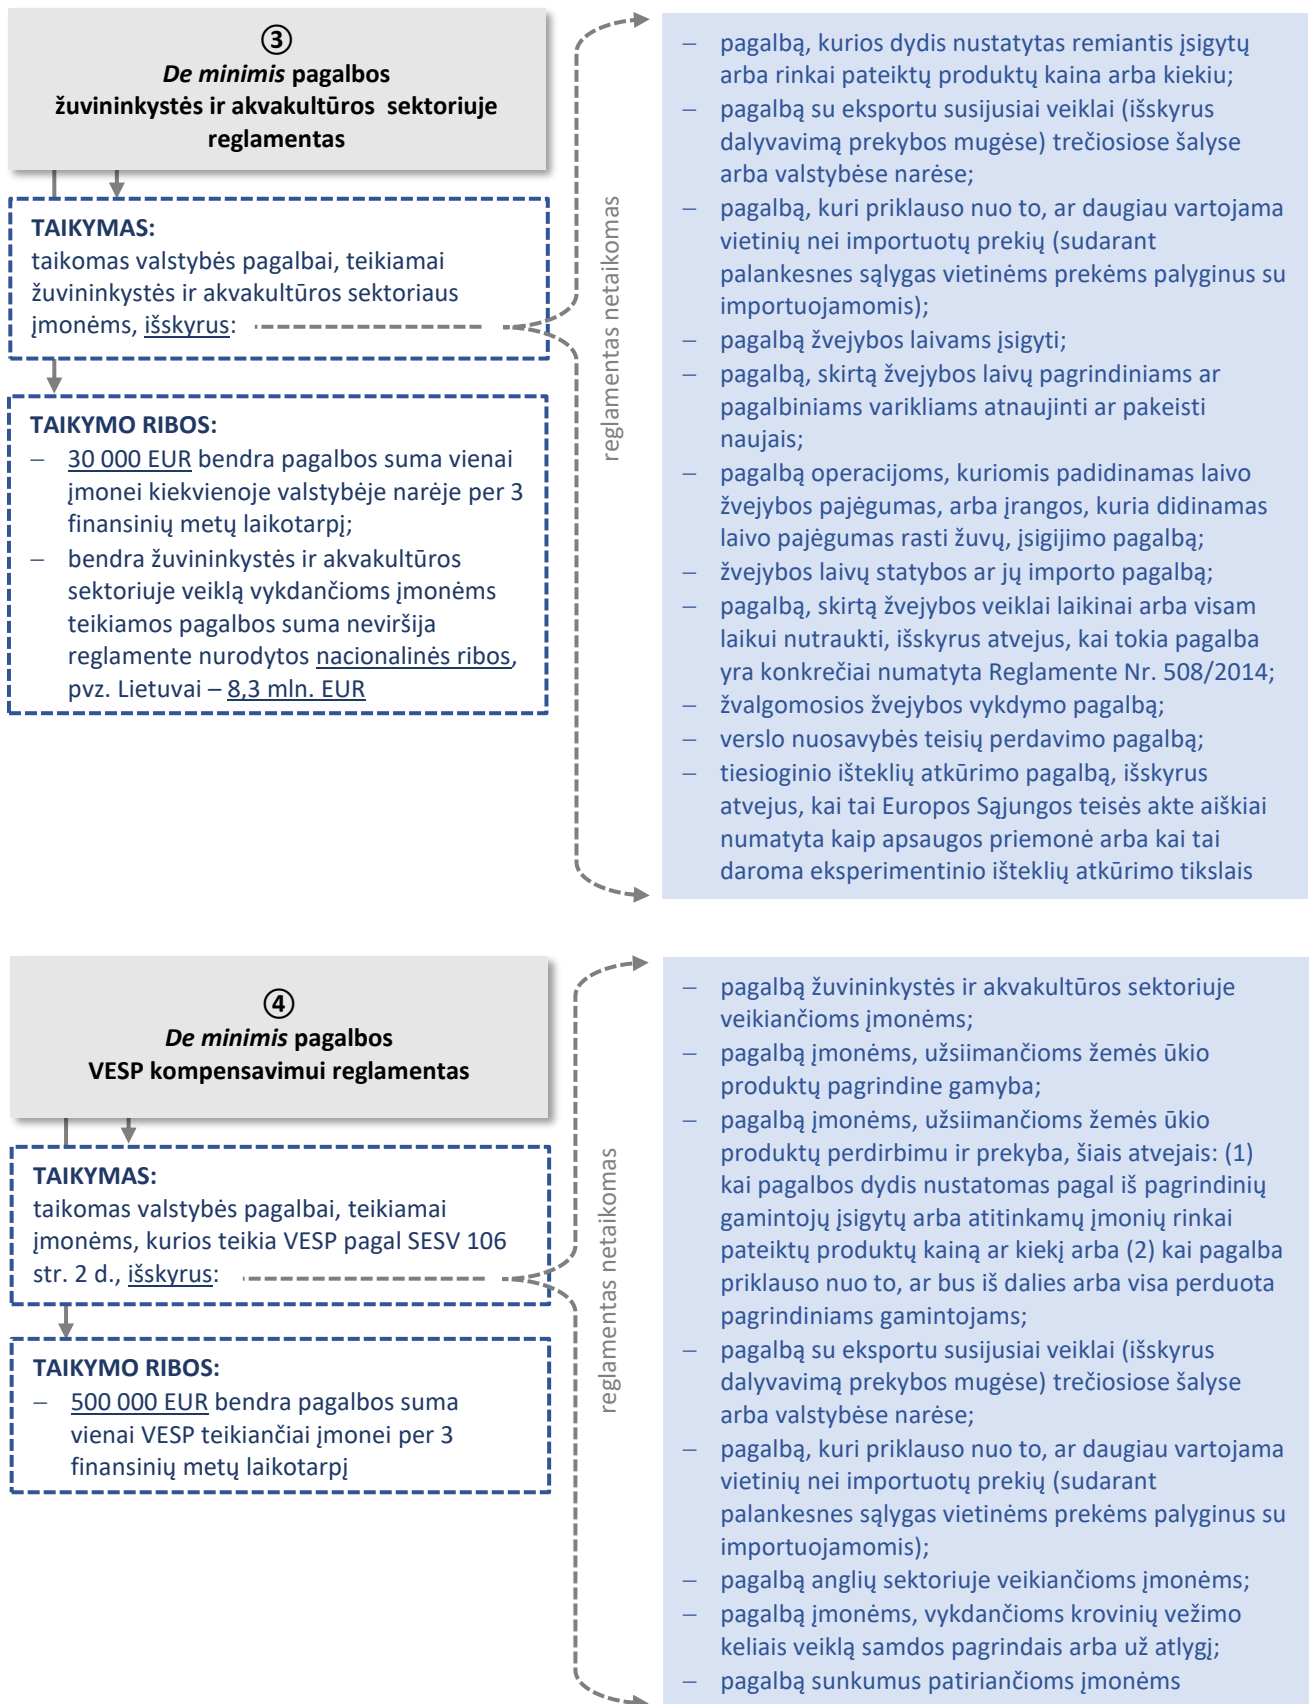 ③
De minimis pagalbos
žuvininkystės ir akvakultūros sektoriuje
reglamentas
TAIKYMAS:
taikomas valstybės pagalbai, teikiamai
žuvininkystės ir akvakultūros sektoriaus
įmonėms, išskyrus:
TAIKYMO RIBOS:
– 30 000 EUR bendra pagalbos suma vienai
įmonei kiekvienoje valstybėje narėje per 3
finansinių metų laikotarpį;
– bendra žuvininkystės ir akvakultūros
sektoriuje veiklą vykdančioms įmonėms
teikiamos pagalbos suma neviršija
reglamente nurodytos nacionalinės ribos,
pvz. Lietuvai – 8,3 mln. EUR
reglamentas netaikomas
– pagalbą, kurios dydis nustatytas remiantis įsigytų
arba rinkai pateiktų produktų kaina arba kiekiu;
– pagalbą su eksportu susijusiai veiklai (išskyrus
dalyvavimą prekybos mugėse) trečiosiose šalyse
arba valstybėse narėse;
– pagalbą, kuri priklauso nuo to, ar daugiau vartojama
vietinių nei importuotų prekių (sudarant
palankesnes sąlygas vietinėms prekėms palyginus su
importuojamomis);
– pagalbą žvejybos laivams įsigyti;
– pagalbą, skirtą žvejybos laivų pagrindiniams ar
pagalbiniams varikliams atnaujinti ar pakeisti
naujais;
– pagalbą operacijoms, kuriomis padidinamas laivo
žvejybos pajėgumas, arba įrangos, kuria didinamas
laivo pajėgumas rasti žuvų, įsigijimo pagalbą;
– žvejybos laivų statybos ar jų importo pagalbą;
– pagalbą, skirtą žvejybos veiklai laikinai arba visam
laikui nutraukti, išskyrus atvejus, kai tokia pagalba
yra konkrečiai numatyta Reglamente Nr. 508/2014;
– žvalgomosios žvejybos vykdymo pagalbą;
– verslo nuosavybės teisių perdavimo pagalbą;
– tiesioginio išteklių atkūrimo pagalbą, išskyrus
atvejus, kai tai Europos Sąjungos teisės akte aiškiai
numatyta kaip apsaugos priemonė arba kai tai
daroma eksperimentinio išteklių atkūrimo tikslais
④
De minimis pagalbos
VESP kompensavimui reglamentas
TAIKYMAS:
taikomas valstybės pagalbai, teikiamai
įmonėms, kurios teikia VESP pagal SESV 106
str. 2 d., išskyrus:
TAIKYMO RIBOS:
– 500 000 EUR bendra pagalbos suma
vienai VESP teikiančiai įmonei per 3
finansinių metų laikotarpį
reglamentas netaikomas
– pagalbą žuvininkystės ir akvakultūros sektoriuje
veikiančioms įmonėms;
– pagalbą įmonėms, užsiimančioms žemės ūkio
produktų pagrindine gamyba;
– pagalbą įmonėms, užsiimančioms žemės ūkio
produktų perdirbimu ir prekyba, šiais atvejais: (1)
kai pagalbos dydis nustatomas pagal iš pagrindinių
gamintojų įsigytų arba atitinkamų įmonių rinkai
pateiktų produktų kainą ar kiekį arba (2) kai pagalba
priklauso nuo to, ar bus iš dalies arba visa perduota
pagrindiniams gamintojams;
– pagalbą su eksportu susijusiai veiklai (išskyrus
dalyvavimą prekybos mugėse) trečiosiose šalyse
arba valstybėse narėse;
– pagalbą, kuri priklauso nuo to, ar daugiau vartojama
vietinių nei importuotų prekių (sudarant
palankesnes sąlygas vietinėms prekėms palyginus su
importuojamomis);
– pagalbą anglių sektoriuje veikiančioms įmonėms;
– pagalbą įmonėms, vykdančioms krovinių vežimo
keliais veiklą samdos pagrindais arba už atlygį;
– pagalbą sunkumus patiriančioms įmonėms